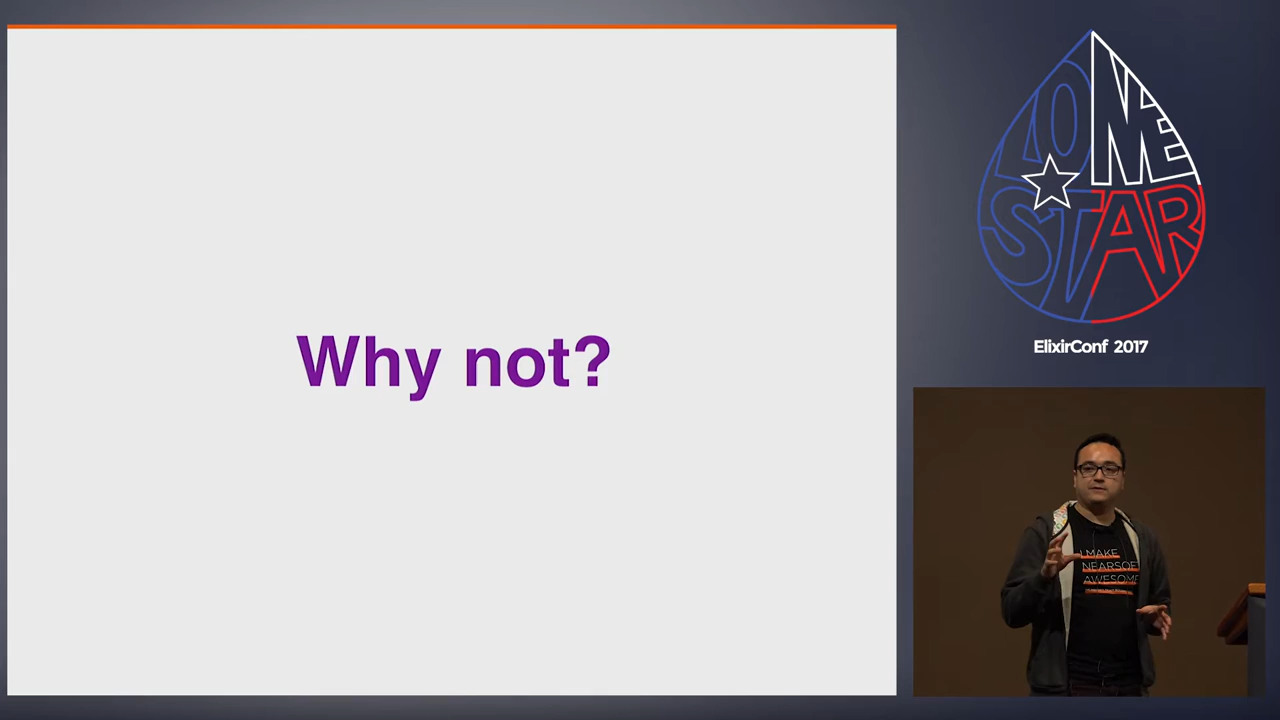 Why not?
LONE
STAR
ElixirConf 2017
I MAKE
NEARSOFT
AWESOME